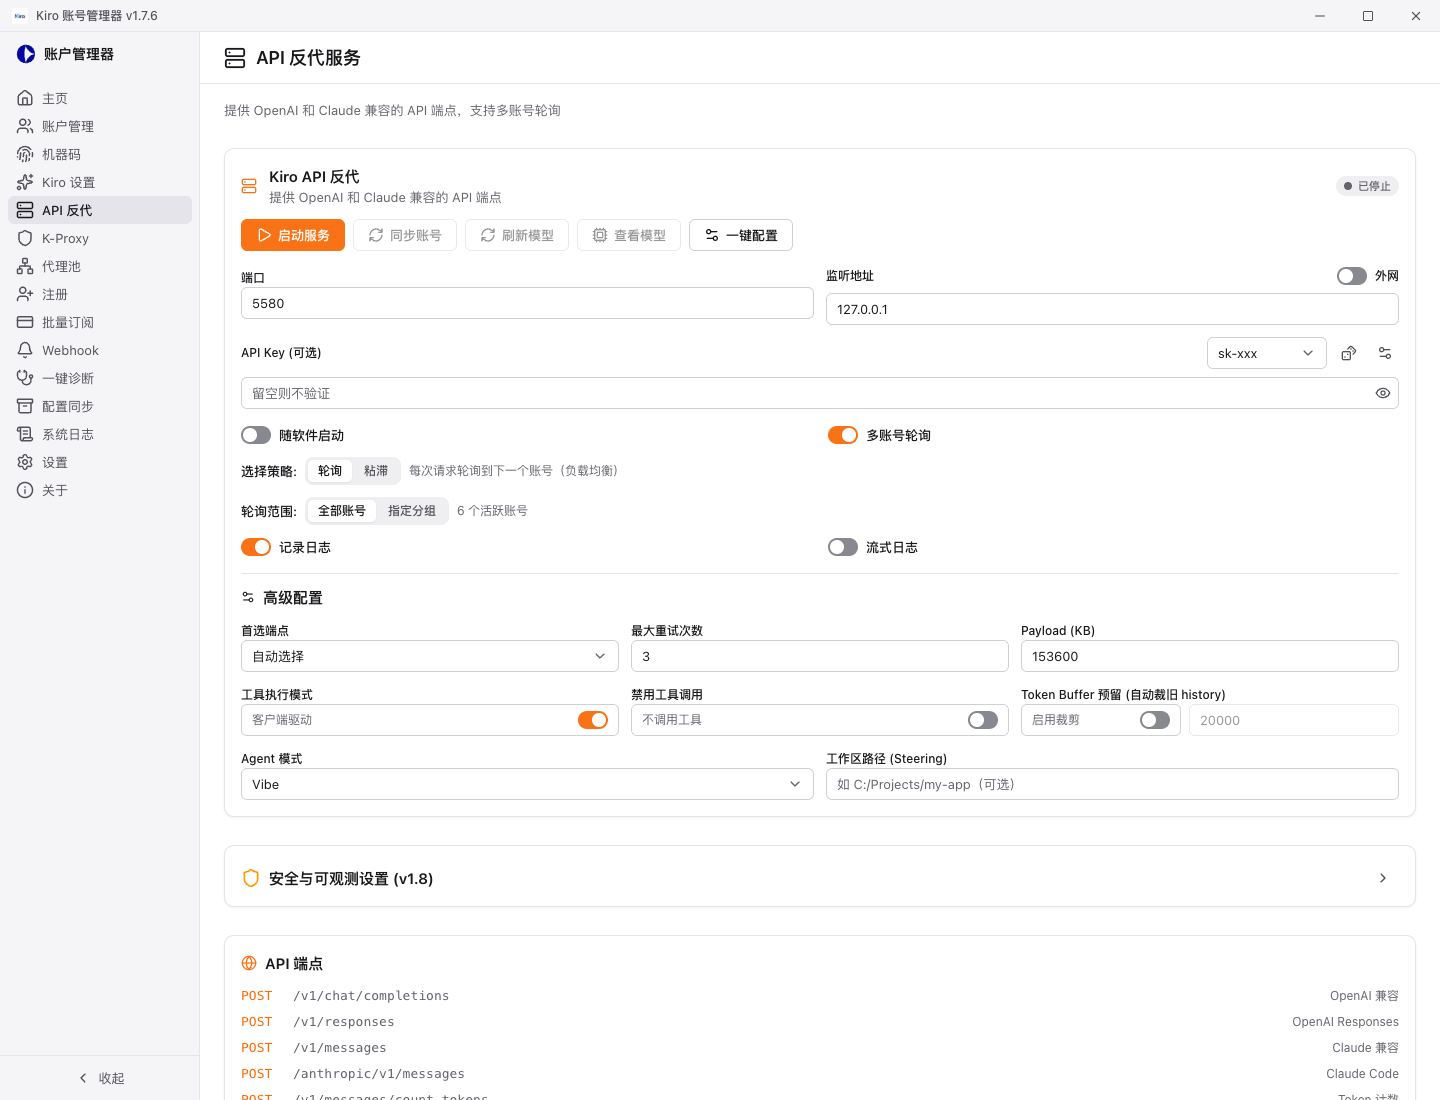 Kiro 账号管理器 v1.7.6
账户管理器
主页
账户管理
机器码
Kiro 设置
API 反代
K-Proxy
代理池
注册
批量订阅
Webhook
一键诊断
配置同步
系统日志
设置
关于
收起
API 反代服务
提供 OpenAI 和 Claude 兼容的 API 端点，支持多账号轮询
Kiro API 反代
提供 OpenAI 和 Claude 兼容的 API 端点
已停止
启动服务
同步账号
刷新模型
查看模型
一键配置
端口
5580
监听地址
外网
127.0.0.1
API Key (可选)
sk-xxx
留空则不验证
随软件启动
多账号轮询
选择策略:
轮询
粘滞
每次请求轮询到下一个账号（负载均衡）
轮询范围:
全部账号
指定分组
6 个活跃账号
记录日志
流式日志
高级配置
首选端点
自动选择
最大重试次数
3
Payload (KB)
153600
工具执行模式
客户端驱动
禁用工具调用
不调用工具
Token Buffer 预留 (自动裁旧 history)
启用裁剪
20000
Agent 模式
Vibe
工作区路径 (Steering)
如 C:/Projects/my-app（可选）
安全与可观测设置 (v1.8)
API 端点
POST /v1/chat/completions OpenAI 兼容
POST /v1/responses OpenAI Responses
POST /v1/messages Claude 兼容
POST /anthropic/v1/messages Claude Code
POST /v1/messages/count_tokens Token 计数